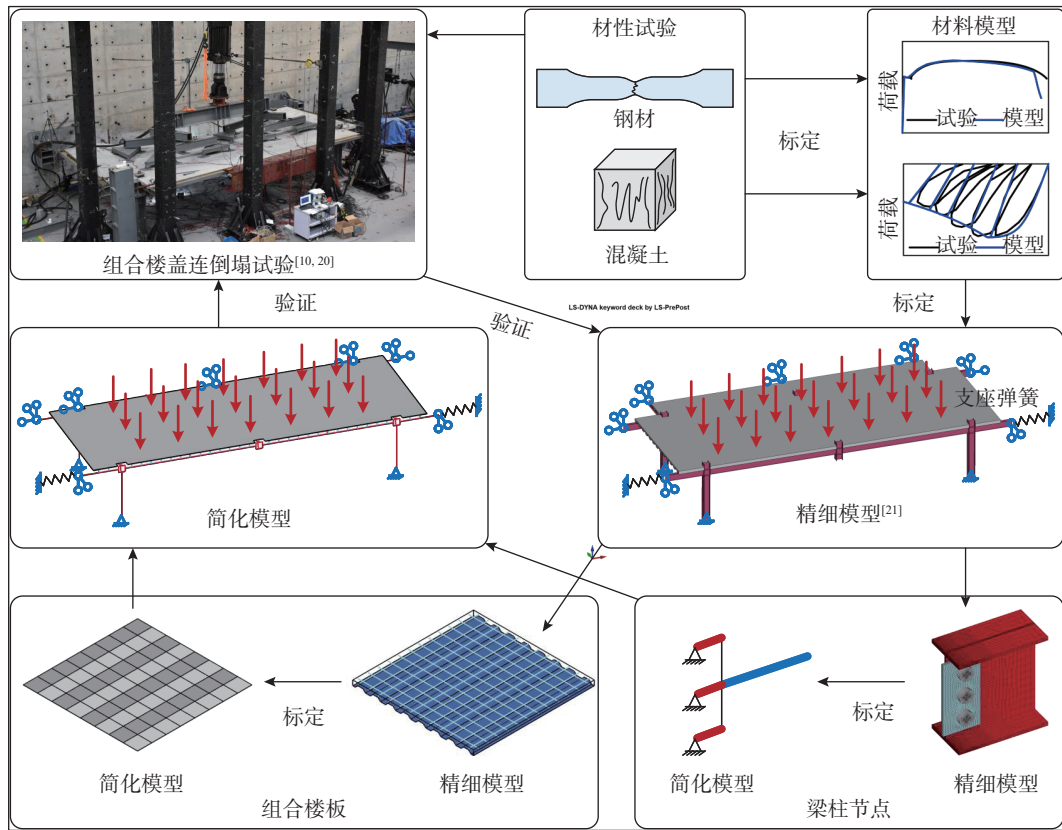 材性试验
钢材
混凝土
标定
材料模型
荷载
试验
模型
荷载
试验
模型
组合楼盖连倒塌试验[10, 20]
验证
验证
LS-DYNA keyword deck by LS-PrePost
标定
支座弹簧
简化模型
精细模型[21]
标定
简化模型
精细模型
组合楼板
标定
简化模型
精细模型
梁柱节点